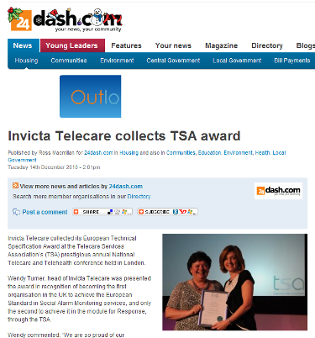 24dash.com
your news, your community
News Young Leaders Features Your news Magazine Directory Blogs
Housing Communities Environment Central Government Local Government Bill Payments
Outlo
Invicta Telecare collects TSA award
Published by Ross Macmillan for 24dash.com in Housing and also in Communities, Education, Environment, Health, Local
Government
Tuesday 14th December 2010 - 2:01pm
View more news and articles by 24dash.com
Search more member organisations in our Directory
24dash.com
Post a comment SHARE SUBSCRIBE
Invicta Telecare collected its European Technical
Specification Award at the Telecare Services
Association's (TSA) prestigious annual National
Telecare and Telehealth conference held in London.
Wendy Turner, head of Invicta Telecare was presented
the award in recognition of becoming the first
organisation in the UK to achieve the European
Standard in Social Alarm Monitoring services, and only
the second to achieve it in the module for Response,
through the TSA.
Wendy commented: "We are so proud of our
tsa